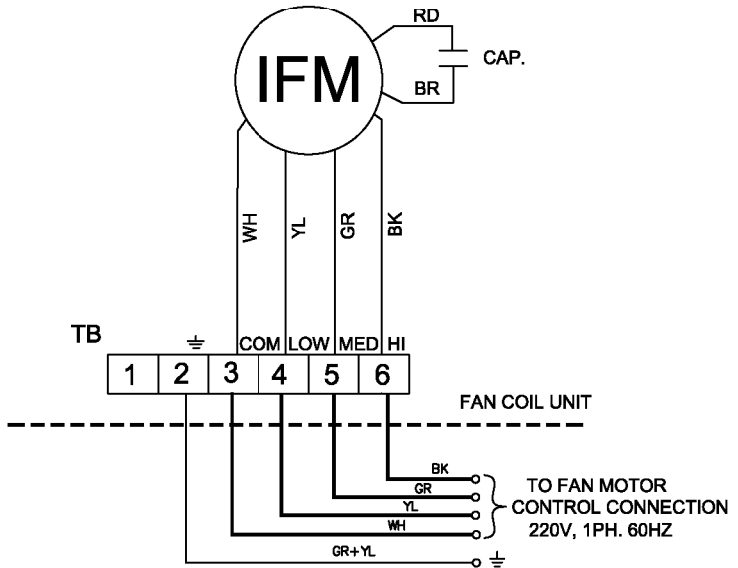 RD
IFM
CAP.
BR
WH
YL
GR
BK
TB
COM LOW MED HI
1 2 3 4 5 6
FAN COIL UNIT
BK
GR
YL
WH
GR+YL
TO FAN MOTOR
CONTROL CONNECTION
220V, 1PH. 60HZ